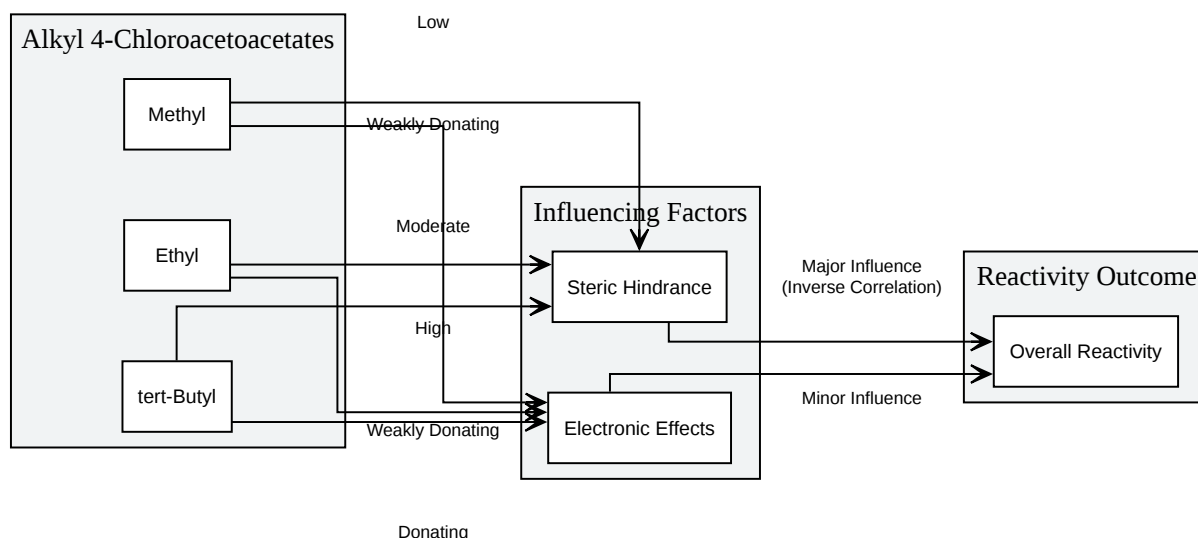 Low
Alkyl 4-Chloroacetoacetates
Methyl
Weakly Donating
Influencing Factors
Moderate
Ethyl
Steric Hindrance
Major Influence
(Inverse Correlation)
Reactivity Outcome
High
Overall Reactivity
tert-Butyl
Weakly Donating
Electronic Effects
Minor Influence
Donating